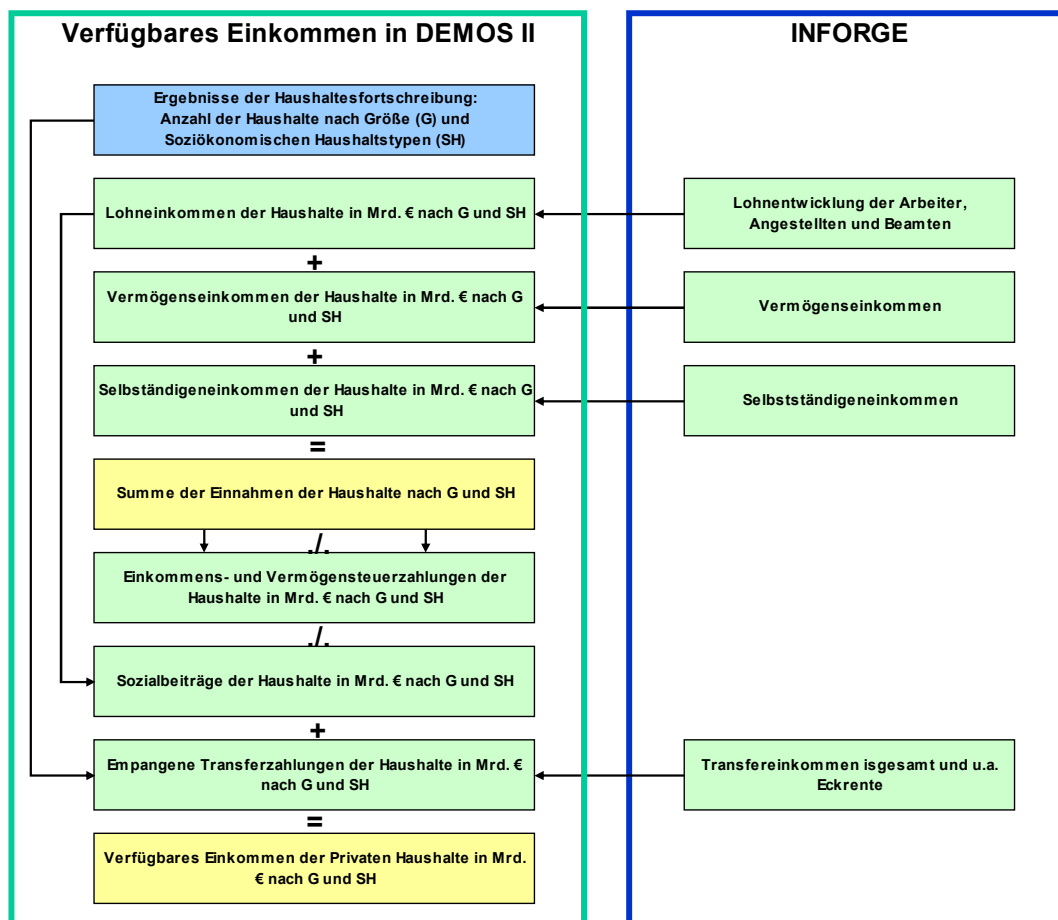 Verfügbares Einkommen in DEMOS II
Ergebnisse der Haushaltesfortschreibung:
Anzahl der Haushalte nach Größe (G) und
Soziökonomischen Haushaltstypen (SH)
Lohneinkommen der Haushalte in Mrd. € nach G und SH
+
Vermögenseinkommen der Haushalte in Mrd. € nach G
und SH
+
Selbständigeneinkommen der Haushalte in Mrd. € nach G
und SH
=
Summe der Einnahmen der Haushalte nach G und SH
./.
Einkommens- und Vermögensteuerzahlungen der
Haushalte in Mrd. € nach G und SH
./.
Sozialbeiträge der Haushalte in Mrd. € nach G und SH
+
Empangene Transferzahlungen der Haushalte in Mrd. €
nach G und SH
=
Verfügbares Einkommen der Privaten Haushalte in Mrd.
€ nach G und SH
INFORGE
Lohnentwicklung der Arbeiter,
Angestellten und Beamten
Vermögenseinkommen
Selbstständigeneinkommen
Transfereinkommen isgesamt und u.a.
Eckrente